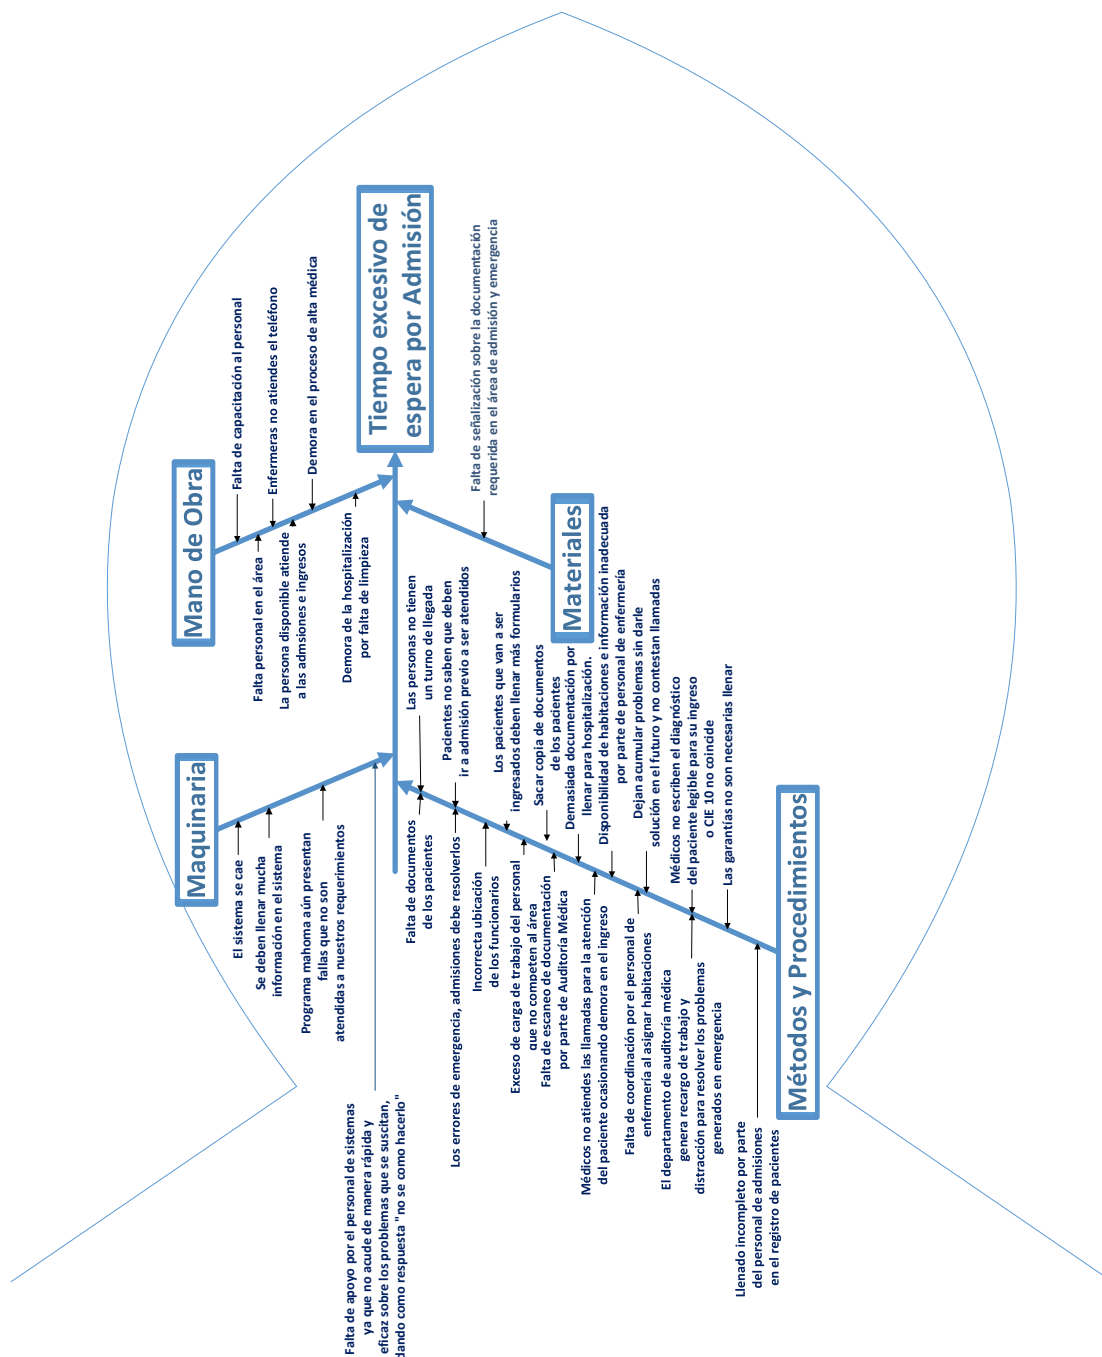 Maquinaria
El sistema se cae
Se deben llenar mucha
información en el sistema
Programa mahoma aún presentan
fallas que no son
atendidas a nuestros requerimientos
Falta de apoyo por el personal de sistemas
ya que no acude de manera rápida y
eficaz sobre los problemas que se suscitan,
dando como respuesta "no se como hacerlo"
Mano de Obra
Falta de capacitación al personal
Falta personal en el área
Enfermeras no atiendes el teléfono
La persona disponible atiende
a las admsiones e ingresos
Demora en el proceso de alta médica
Demora de la hospitalización
por falta de limpieza
Tiempo excesivo de
espera por Admisión
Métodos y Procedimientos
Falta de documentos
de los pacientes
Los errores de emergencia, admisiones debe resolverlos
Incorrecta ubicación
de los funcionarios
Exceso de carga de trabajo del personal
que no competen al área
Falta de escaneo de documentación
por parte de Auditoría Médica
Médicos no atiendes las llamadas para la atención
del paciente ocasionando demora en el ingreso
Falta de coordinación por el personal de
enfermería al asignar habitaciones
El departamento de auditoría médica
genera recargo de trabajo y
distracción para resolver los problemas
generados en emergencia
Llenado incompleto por parte
del personal de admisiones
en el registro de pacientes
Las personas no tienen
un turno de llegada
Pacientes no saben que deben
ir a admisión previo a ser atendidos
Los pacientes que van a ser
ingresados deben llenar más formularios
Sacar copia de documentos
de los pacientes
Demasiada documentación por
llenar para hospitalización.
Disponibilidad de habitaciones e información inadecuada
por parte de personal de enfermería
Dejan acumular problemas sin darle
solución en el futuro y no contestan llamadas
Médicos no escriben el diagnóstico
del paciente legible para su ingreso
o CIE 10 no coincide
Las garantías no son necesarias llenar
Materiales
Falta de señalización sobre la documentación
requerida en el área de admisión y emergencia